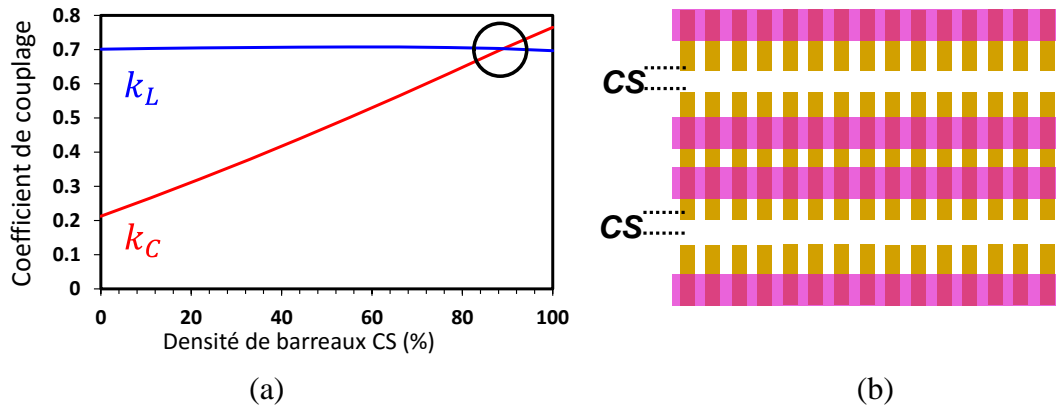 0.8
0.7
0.6
0.5
0.4
0.3
0.2
0.1
0
Coefficient de couplage
k_L
k_C
0 20 40 60 80 100
Densité de barreaux CS (%)
(a)
CS
CS
(b)